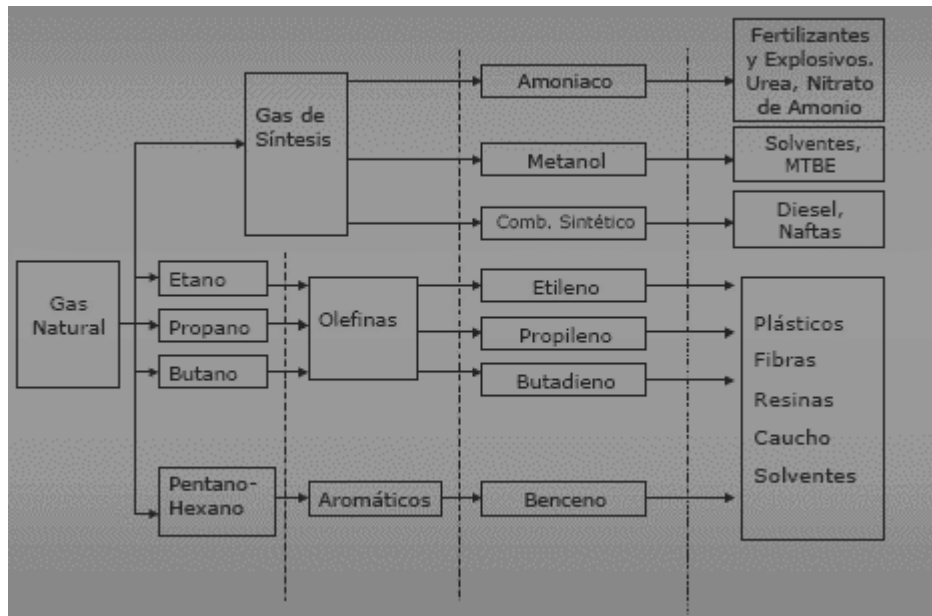 Fertilizantes
y Explosivos.
Urea, Nitrato
de Amonio
Amoniaco
Gas de
Síntesis
Metanol
Solventes,
MTBE
Comb. Sintético
Diesel,
Naftas
Gas
Natural
Etano
Propano
Butano
Olefinas
Etileno
Propileno
Butadieno
Plásticos
Fibras
Resinas
Caucho
Solventes
Pentano-
Hexano
Aromáticos
Benceno